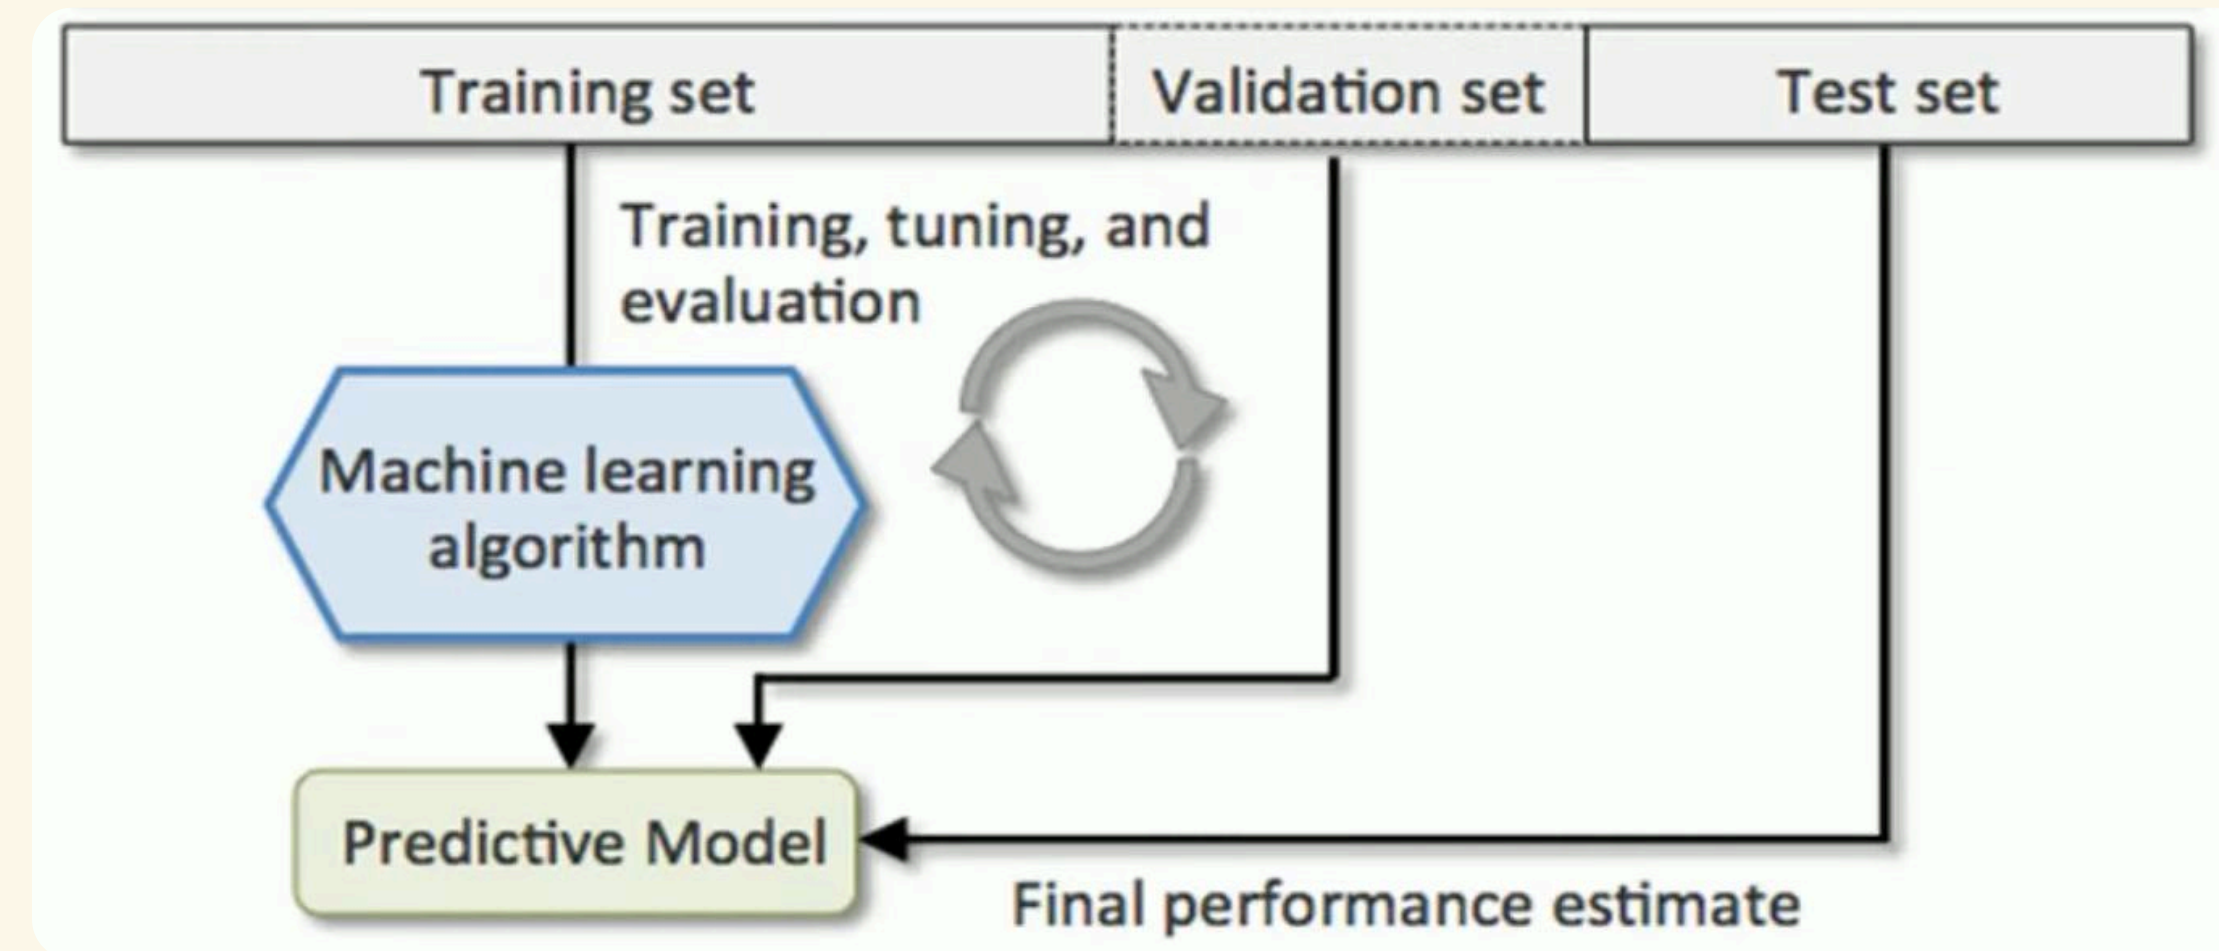 Training set
Validation set
Test set
Training, tuning, and
evaluation
Machine learning
algorithm
Predictive Model
Final performance estimate